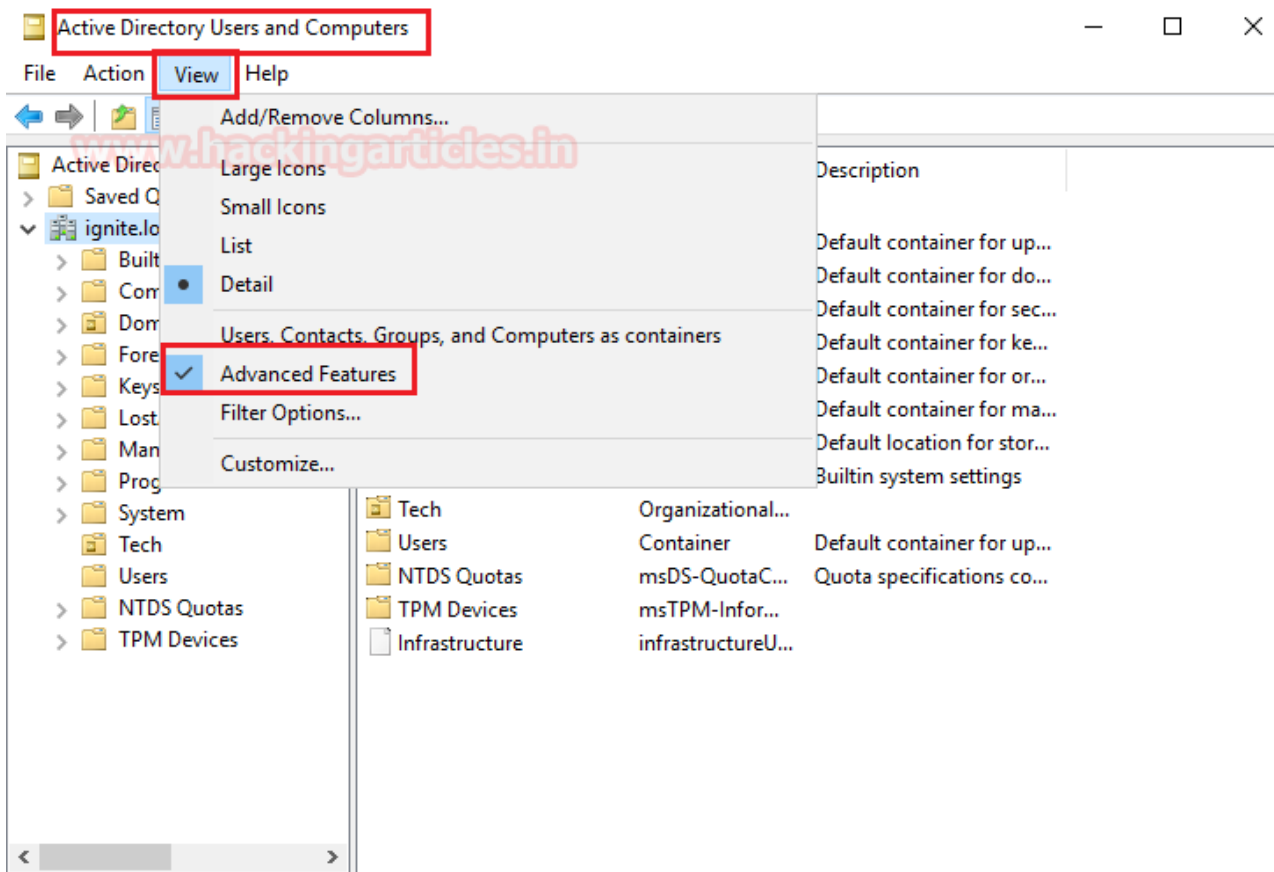 Active Directory Users and Computers
File Action View Help
Add/Remove Columns...
www.hackingarticles.in
Large Icons
Small Icons
List
Detail
Users, Contacts, Groups, and Computers as containers
Advanced Features
Filter Options...
Customize...
Active Direc
Saved Q
ignite.lo
Built
Com
Dom
Fore
Keys
Lost
Man
Prog
System
Tech
Users
NTDS Quotas
TPM Devices
Description
Default container for up...
Default container for do...
Default container for sec...
Default container for ke...
Default container for or...
Default container for ma...
Default location for stor...
Builtin system settings
Tech Organizational...
Users Container Default container for up...
NTDS Quotas msDS-QuotaC... Quota specifications co...
TPM Devices msTPM-Infor...
Infrastructure infrastructureU...